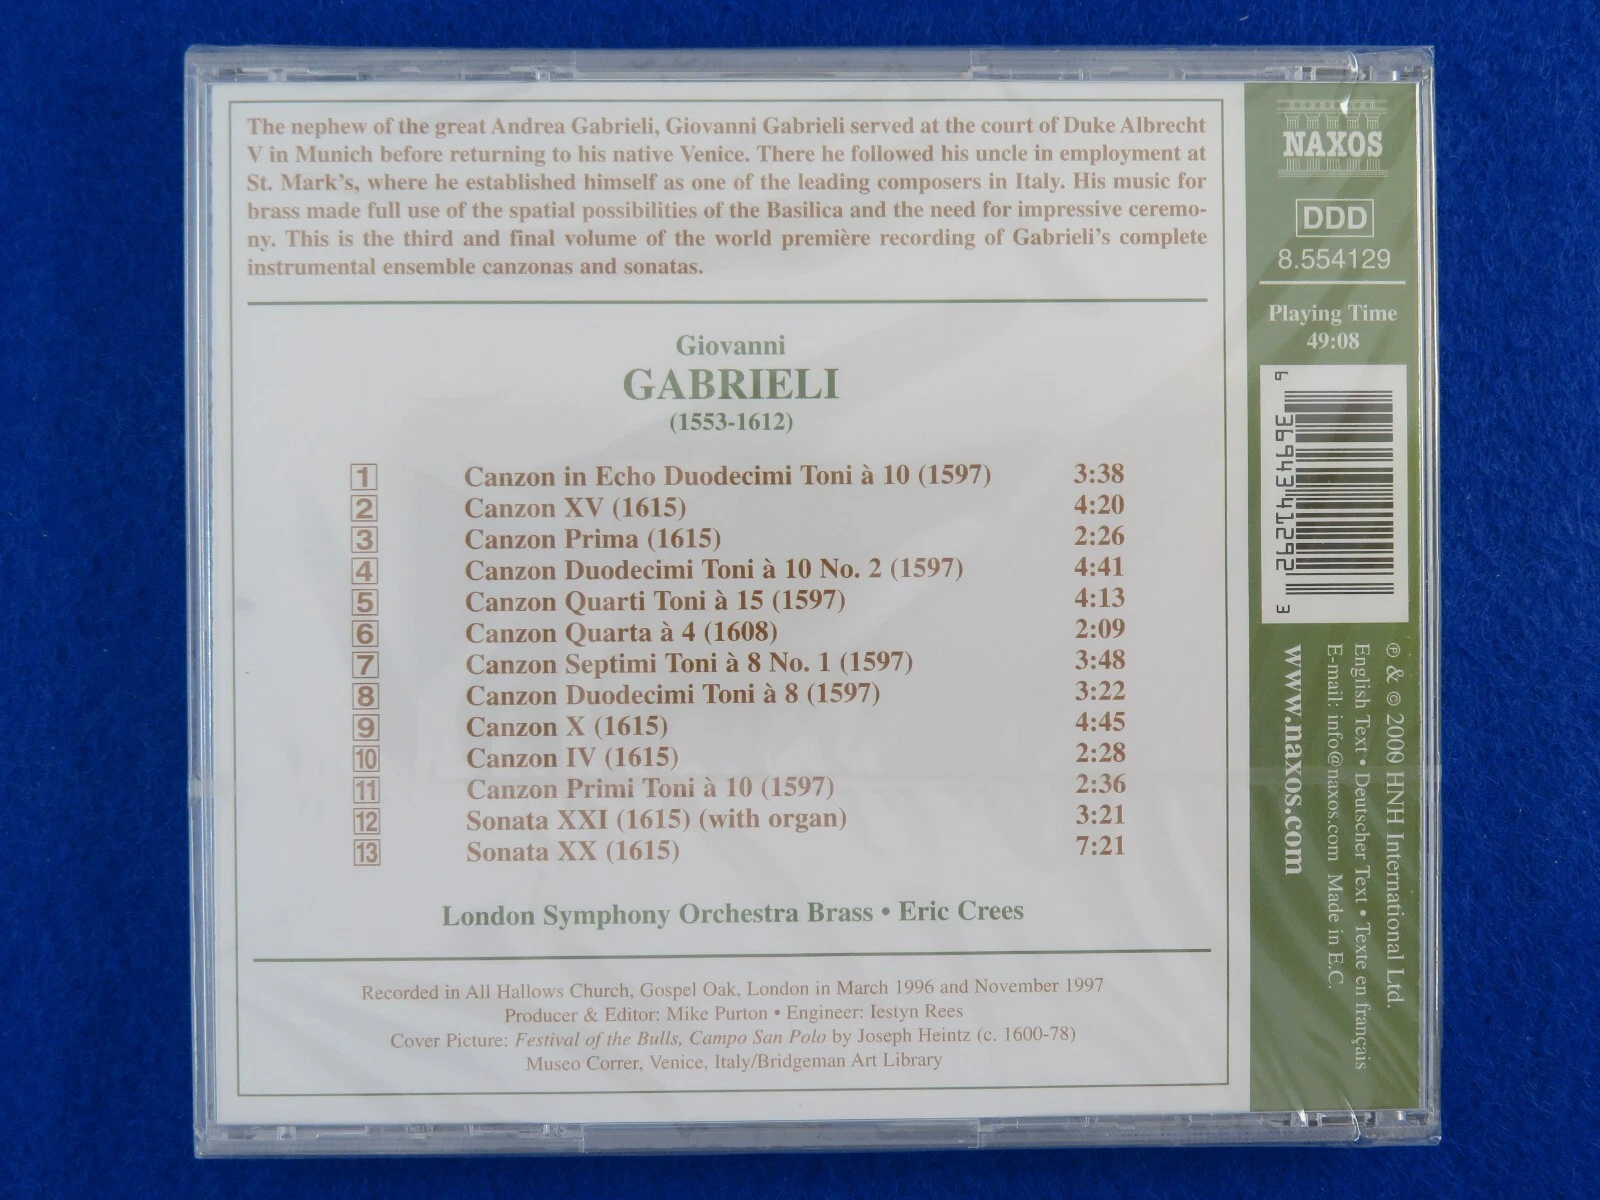 The nephew of the great Andrea Gabrieli, Giovanni Gabrieli served at the court of Duke Albrecht
V in Munich before returning to his native Venice. There he followed his uncle in employment at
St. Mark's, where he established himself as one of the leading composers in Italy. His music for
brass made full use of the spatial possibilities of the Basilica and the need for impressive ceremo-
ny. This is the third and final volume of the world première recording of Gabrieli's complete
instrumental ensemble canzonas and sonatas.
Giovanni
GABRIELI
(1553-1612)
1 Canzon in Echo Duodecimi Toni à 10 (1597) 3:38
2 Canzon XV (1615) 4:20
3 Canzon Prima (1615) 2:26
4 Canzon Duodecimi Toni à 10 No. 2 (1597) 4:41
5 Canzon Quarti Toni à 15 (1597) 4:13
6 Canzon Quarta à 4 (1608) 2:09
7 Canzon Septimi Toni à 8 No. 1 (1597) 3:48
8 Canzon Duodecimi Toni à 8 (1597) 3:22
9 Canzon X (1615) 4:45
10 Canzon IV (1615) 2:28
11 Canzon Primi Toni à 10 (1597) 2:36
12 Sonata XXI (1615) (with organ) 3:21
13 Sonata XX (1615) 7:21
London Symphony Orchestra Brass • Eric Crees
Recorded in All Hallows Church, Gospel Oak, London in March 1996 and November 1997
Producer & Editor: Mike Purton • Engineer: Iestyn Rees
Cover Picture: Festival of the Bulls, Campo San Polo by Joseph Heintz (c. 1600-78)
Museo Correr, Venice, Italy/Bridgeman Art Library
NAXOS
DDD
8.554129
Playing Time
49:08
6 36943 41292 3
℗ & © 2000 HNH International Ltd.
English Text • Deutscher Text • Texte en français
E-mail: info@naxos.com Made in E.C.
www.naxos.com